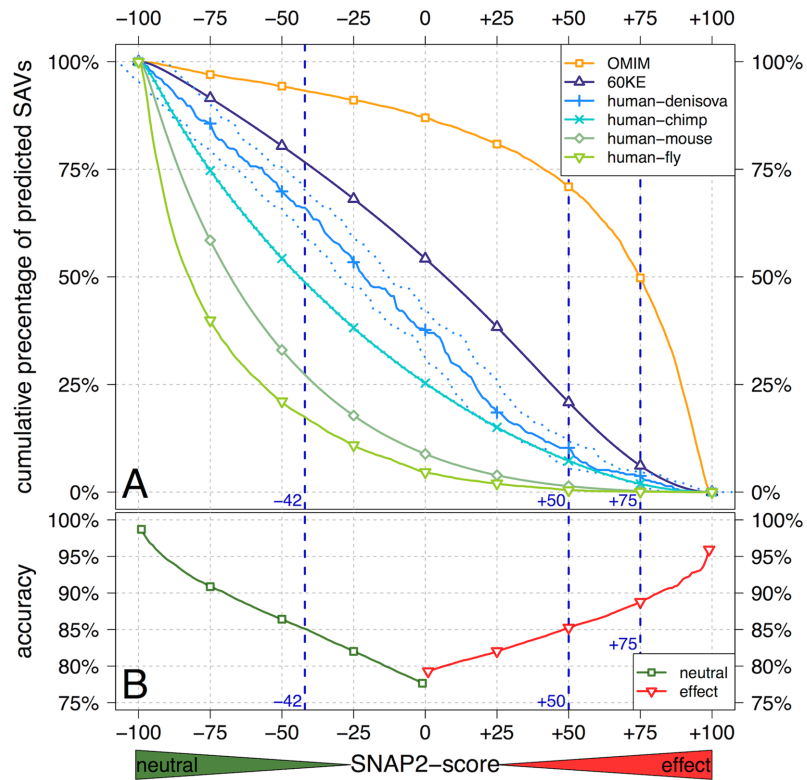 −100 −75 −50 −25 0 +25 +50 +75 +100
cumulative precentage of predicted SAVs
100% 100%
75% 75%
50% 50%
25% 25%
0% 0%
OMIM
60KE
human−denisova
human−chimp
human−mouse
human−fly
A
−42 +50 +75
accuracy
100% 100%
95% 95%
90% 90%
85% 85%
80% 80%
75% 75%
+75
B
−42 +50
neutral
effect
−100 −75 −50 −25 0 +25 +50 +75 +100
neutral SNAP2−score effect